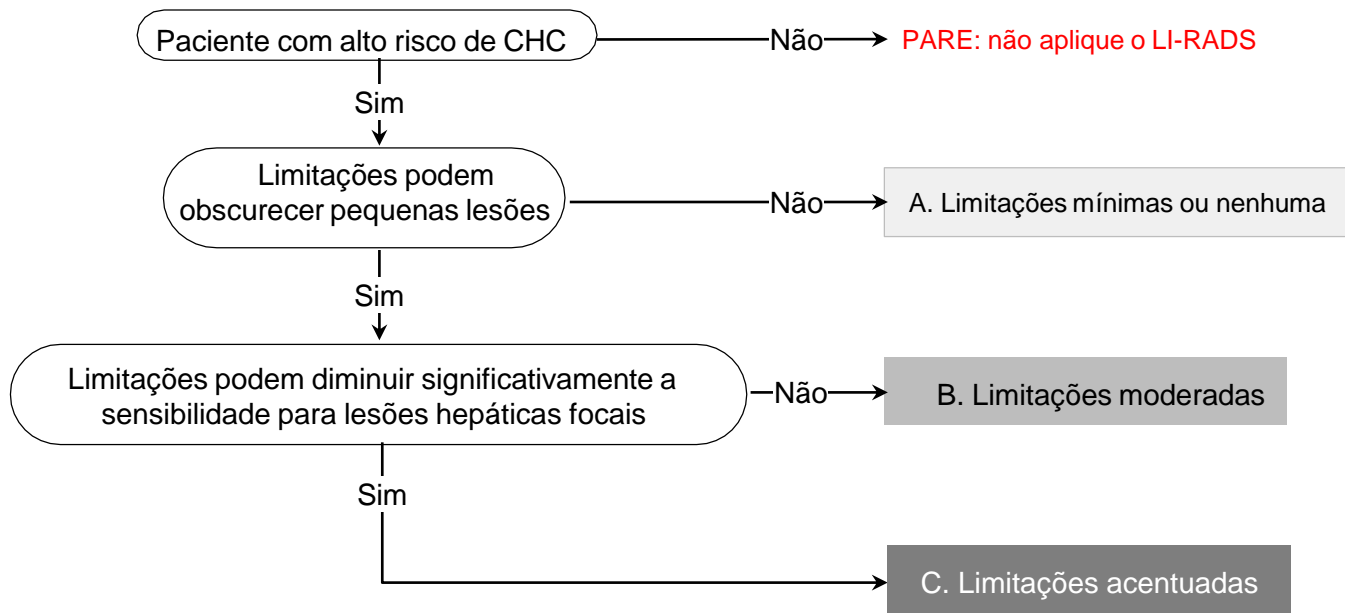 Paciente com alto risco de CHC
Não
PARE: não aplique o LI-RADS
Sim
Limitações podem
obscurecer pequenas lesões
Não
A. Limitações mínimas ou nenhuma
Sim
Limitações podem diminuir significativamente a
sensibilidade para lesões hepáticas focais
Não
B. Limitações moderadas
Sim
C. Limitações acentuadas